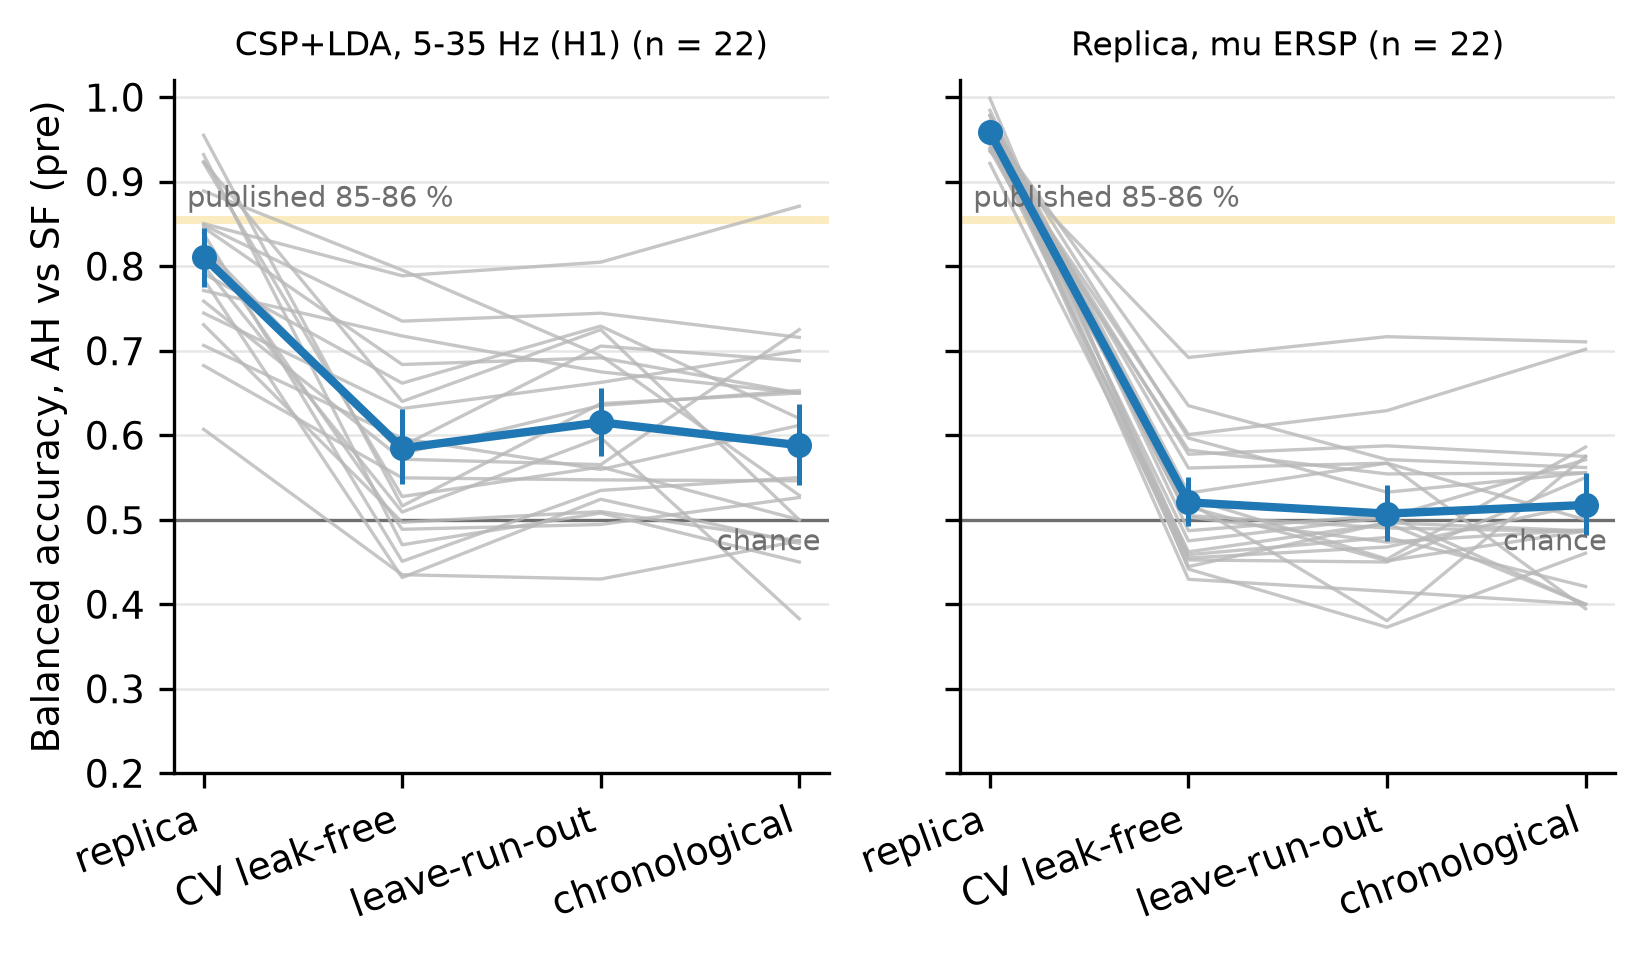 CSP+LDA, 5-35 Hz (H1) (n = 22)
Replica, mu ERSP (n = 22)
Balanced accuracy, AH vs SF (pre)
1.0
0.9
0.8
0.7
0.6
0.5
0.4
0.3
0.2
published 85-86 %
chance
replica
CV leak-free
leave-run-out
chronological
published 85-86 %
chance
replica
CV leak-free
leave-run-out
chronological